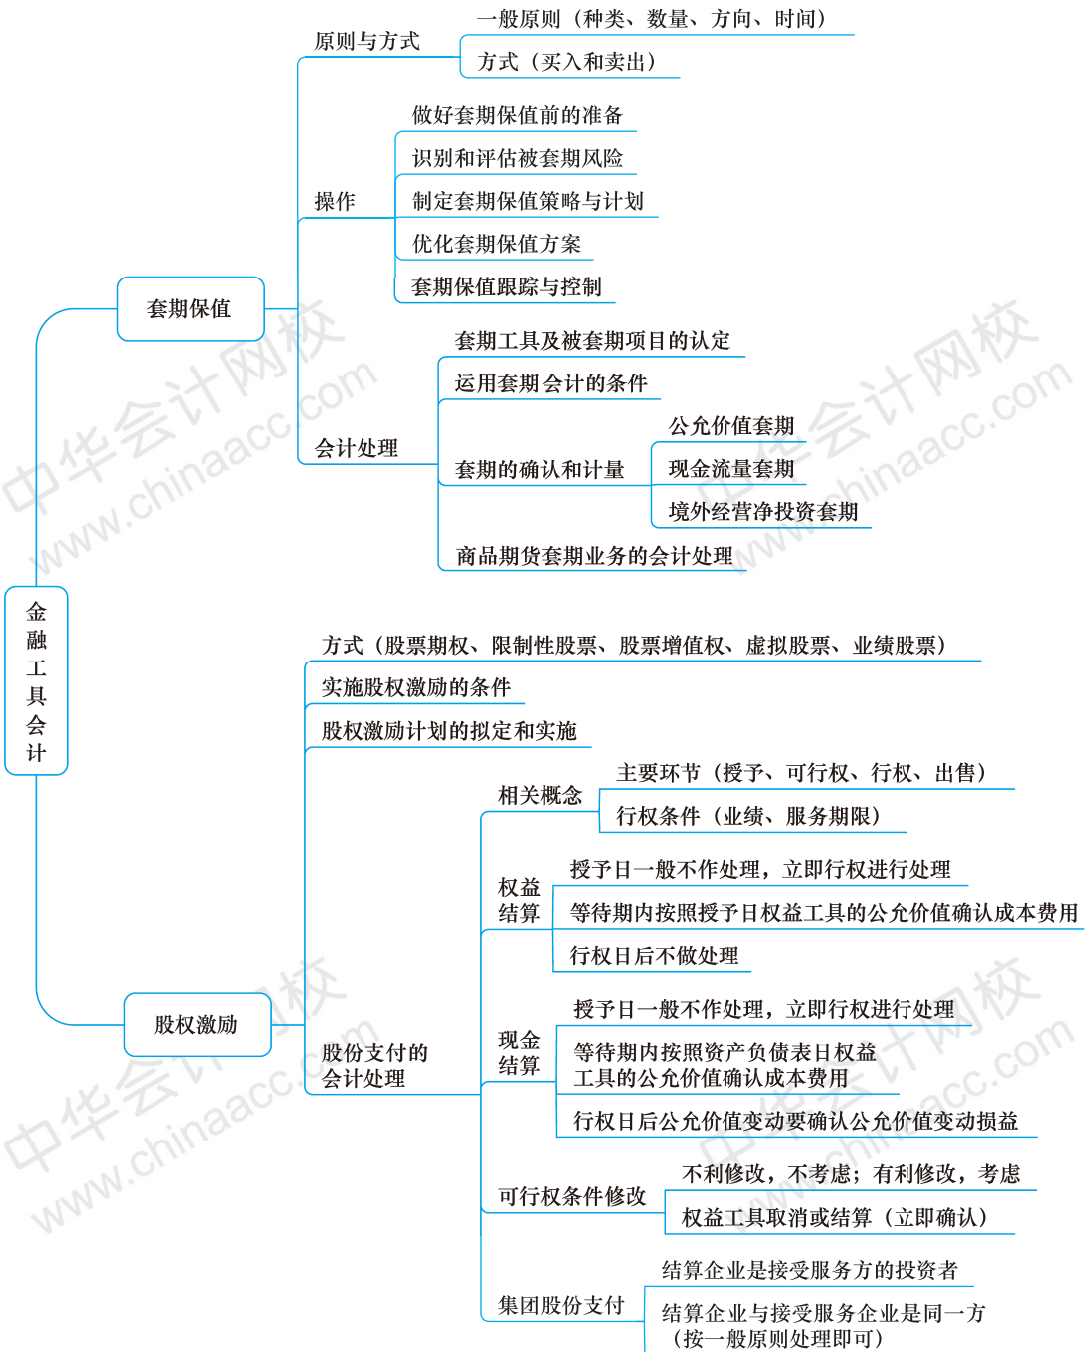 一般原则（种类、数量、方向、时间）
原则与方式
方式（买入和卖出）
做好套期保值前的准备
识别和评估被套期风险
操作
制定套期保值策略与计划
优化套期保值方案
套期保值跟踪与控制
套期保值
套期工具及被套期项目的认定
运用套期会计的条件
会计处理
公允价值套期
套期的确认和计量
现金流量套期
境外经营净投资套期
商品期货套期业务的会计处理
金融工具会计
方式（股票期权、限制性股票、股票增值权、虚拟股票、业绩股票）
实施股权激励的条件
股权激励计划的拟定和实施
主要环节（授予、可行权、行权、出售）
相关概念
行权条件（业绩、服务期限）
授予日一般不作处理，立即行权进行处理
权益
结算
等待期内按照授予日权益工具的公允价值确认成本费用
行权日后不做处理
股权激励
授予日一般不作处理，立即行权进行处理
现金
结算
等待期内按照资产负债表日权益
工具的公允价值确认成本费用
行权日后公允价值变动要确认公允价值变动损益
股份支付的
会计处理
不利修改，不考虑；有利修改，考虑
可行权条件修改
权益工具取消或结算（立即确认）
结算企业是接受服务方的投资者
集团股份支付
结算企业与接受服务企业是同一方
（按一般原则处理即可）
中华会计网校
www.chinaacc.com
中华会计网校
www.chinaacc.com
中华会计网校
www.chinaacc.com
中华会计网校
www.chinaacc.com